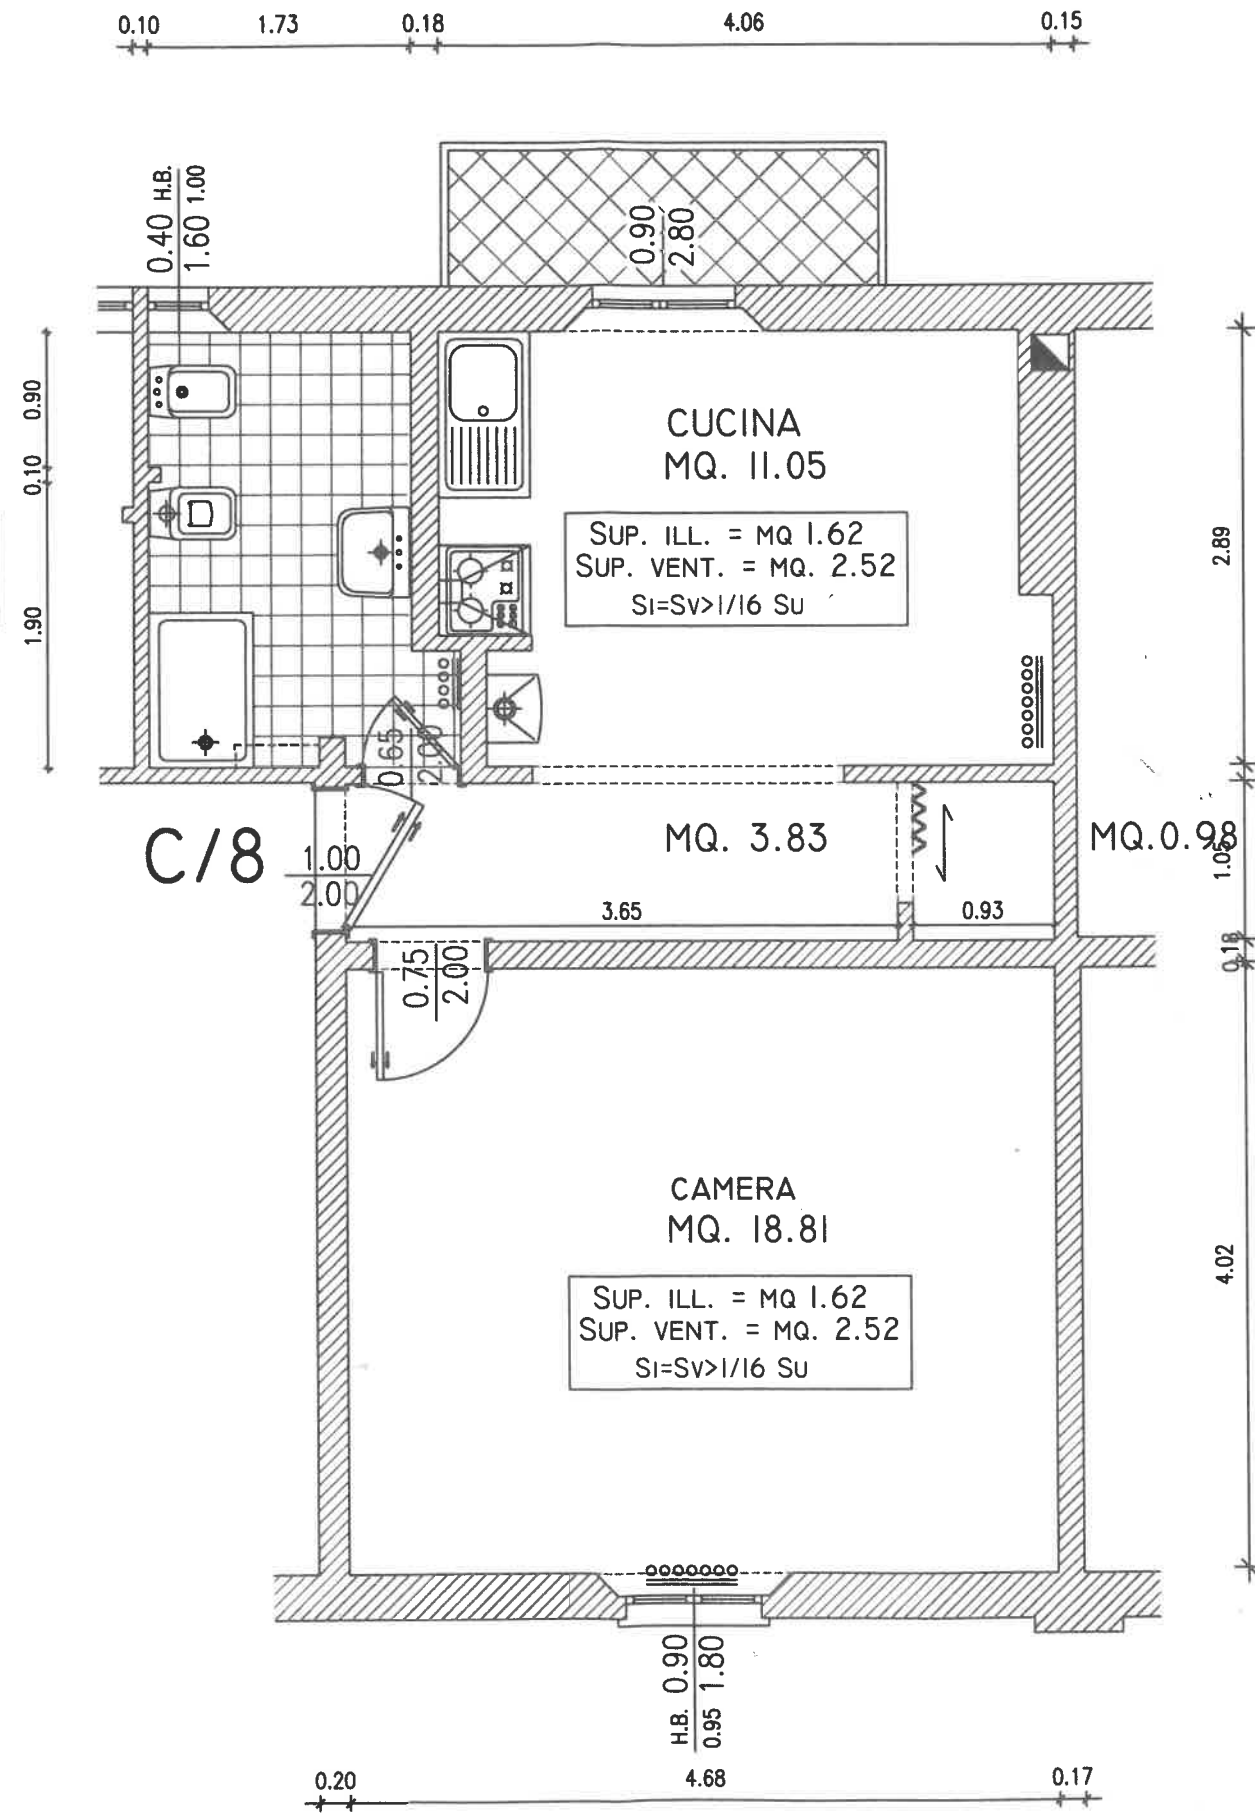 0.10 1.73 0.18 4.06 0.15
0.40 H.B.
1.60 1.00
0.90
2.80
0.90
0.10
1.90
CUCINA
MQ. 11.05
SUP. ILL. = MQ 1.62
SUP. VENT. = MQ. 2.52
SI=SV>1/16 SU
2.89
0.65
2.00
C/8
1.00
2.00
MQ. 3.83
MQ.0.98
1.05
3.65
0.93
0.18
0.75
2.00
CAMERA
MQ. 18.81
SUP. ILL. = MQ 1.62
SUP. VENT. = MQ. 2.52
SI=SV>1/16 SU
4.02
H.B. 0.90
0.95 1.80
0.20 4.68 0.17